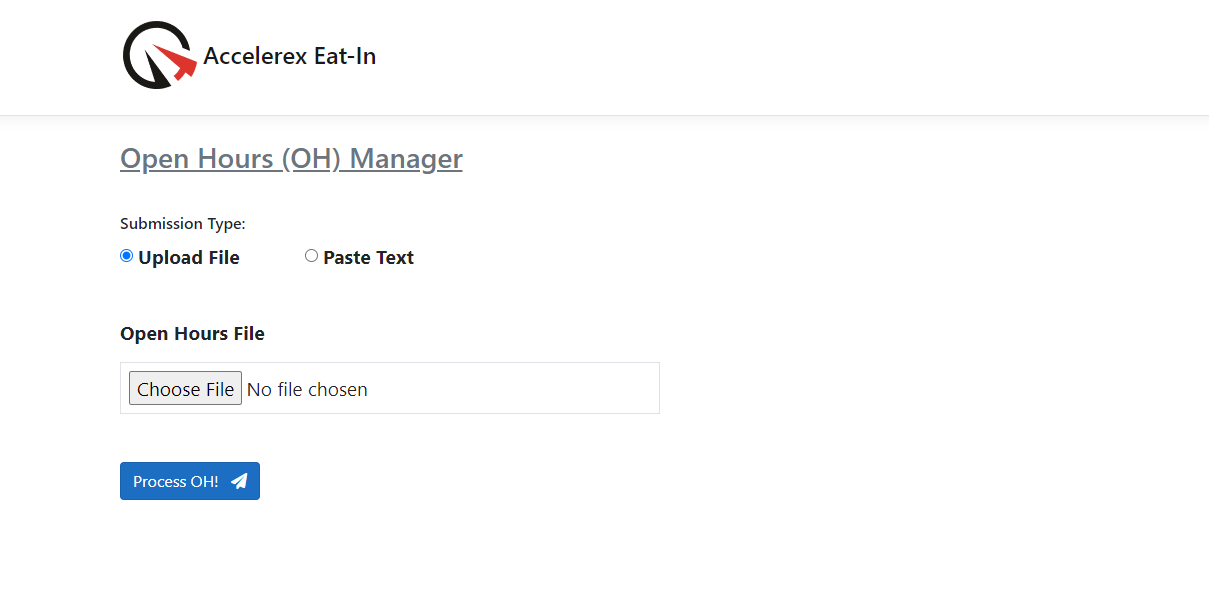 Accelerex Eat-In
Open Hours (OH) Manager
Submission Type:
Upload File Paste Text
Open Hours File
Choose File No file chosen
Process OH!